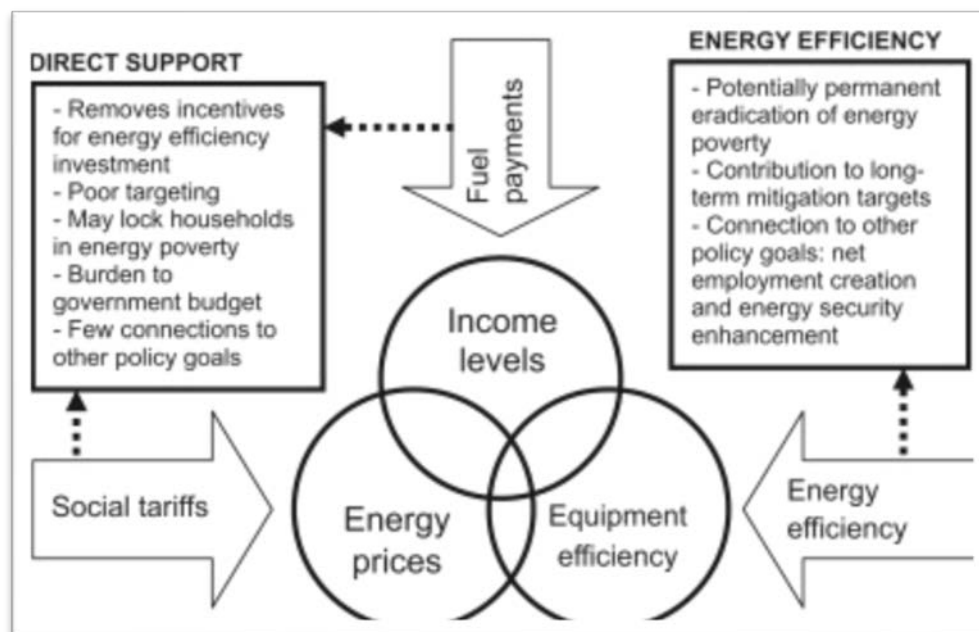 DIRECT SUPPORT
- Removes incentives
for energy efficiency
investment
- Poor targeting
- May lock households
in energy poverty
- Burden to
government budget
- Few connections to
other policy goals
Fuel
payments
ENERGY EFFICIENCY
- Potentially permanent
eradication of energy
poverty
- Contribution to long-
term mitigation targets
- Connection to other
policy goals: net
employment creation
and energy security
enhancement
Income
levels
Social tariffs
Energy
prices
Equipment
efficiency
Energy
efficiency